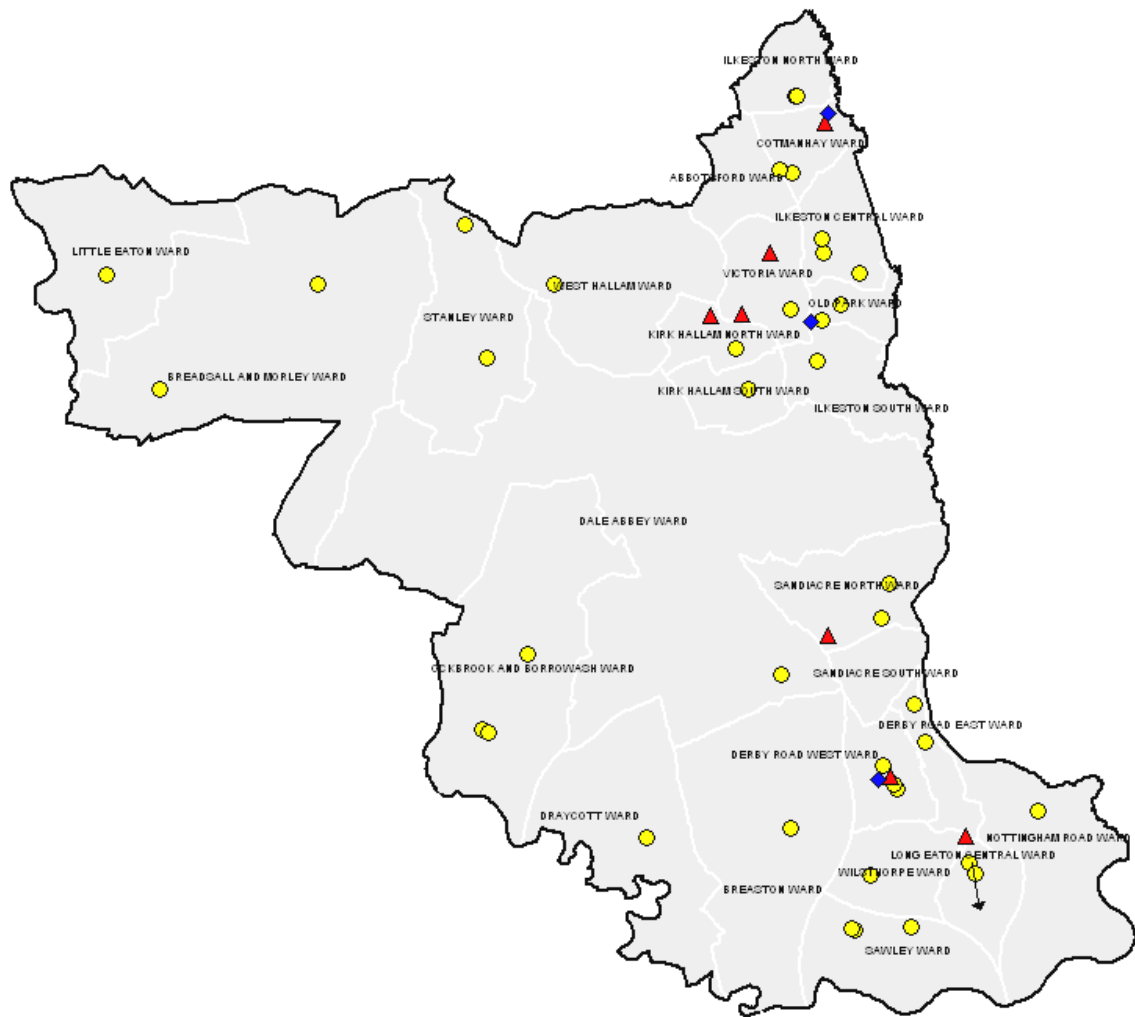 ILKESTON NORTH WARD
COTMANHAY WARD
ABBOTSFORD WARD
ILKESTON CENTRAL WARD
LITTLE EATON WARD
VICTORIA WARD
WEST HALLAM WARD
OLD PARK WARD
STANLEY WARD
KIRK HALLAM NORTH WARD
BREADSALL AND MORLEY WARD
KIRK HALLAM SOUTH WARD
ILKESTON SOUTH WARD
DALE ABBEY WARD
SANDIACRE NORTH WARD
OCKBROOK AND BORROWASH WARD
SANDIACRE SOUTH WARD
DERBY ROAD EAST WARD
DERBY ROAD WEST WARD
DRAYCOTT WARD
NOTTINGHAM ROAD WARD
LONG EATON CENTRAL WARD
WILSTHORPE WARD
BREASTON WARD
SAWLEY WARD